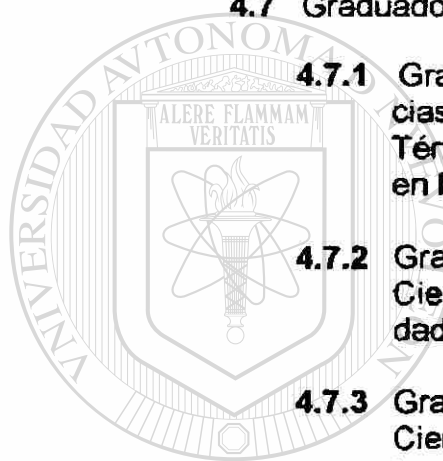 4.7 Graduado
4.7.1 Gra
cias
Tér
en
4.7.2 Gra
Cie
dad
4.7.3 Gra
Cie
ALERE FLAMMAM
VERITATIS